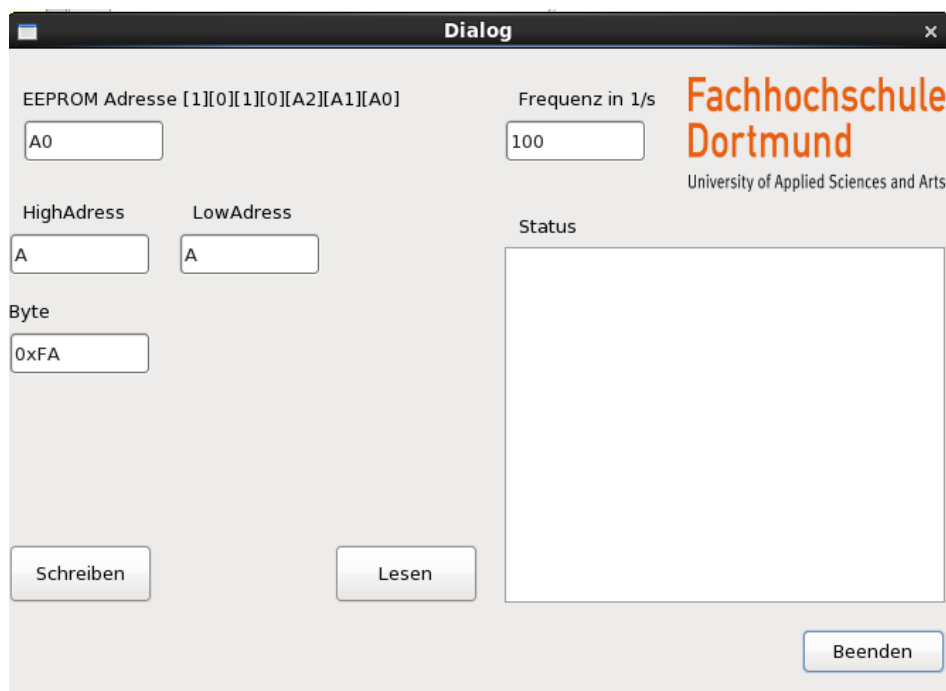 Dialog
EEPROM Adresse [1][0][1][0][A2][A1][A0]
A0
Frequenz in 1/s
100
Fachhochschule
Dortmund
University of Applied Sciences and Arts
HighAdress
LowAdress
A
A
Byte
0xFA
Status
Schreiben
Lesen
Beenden